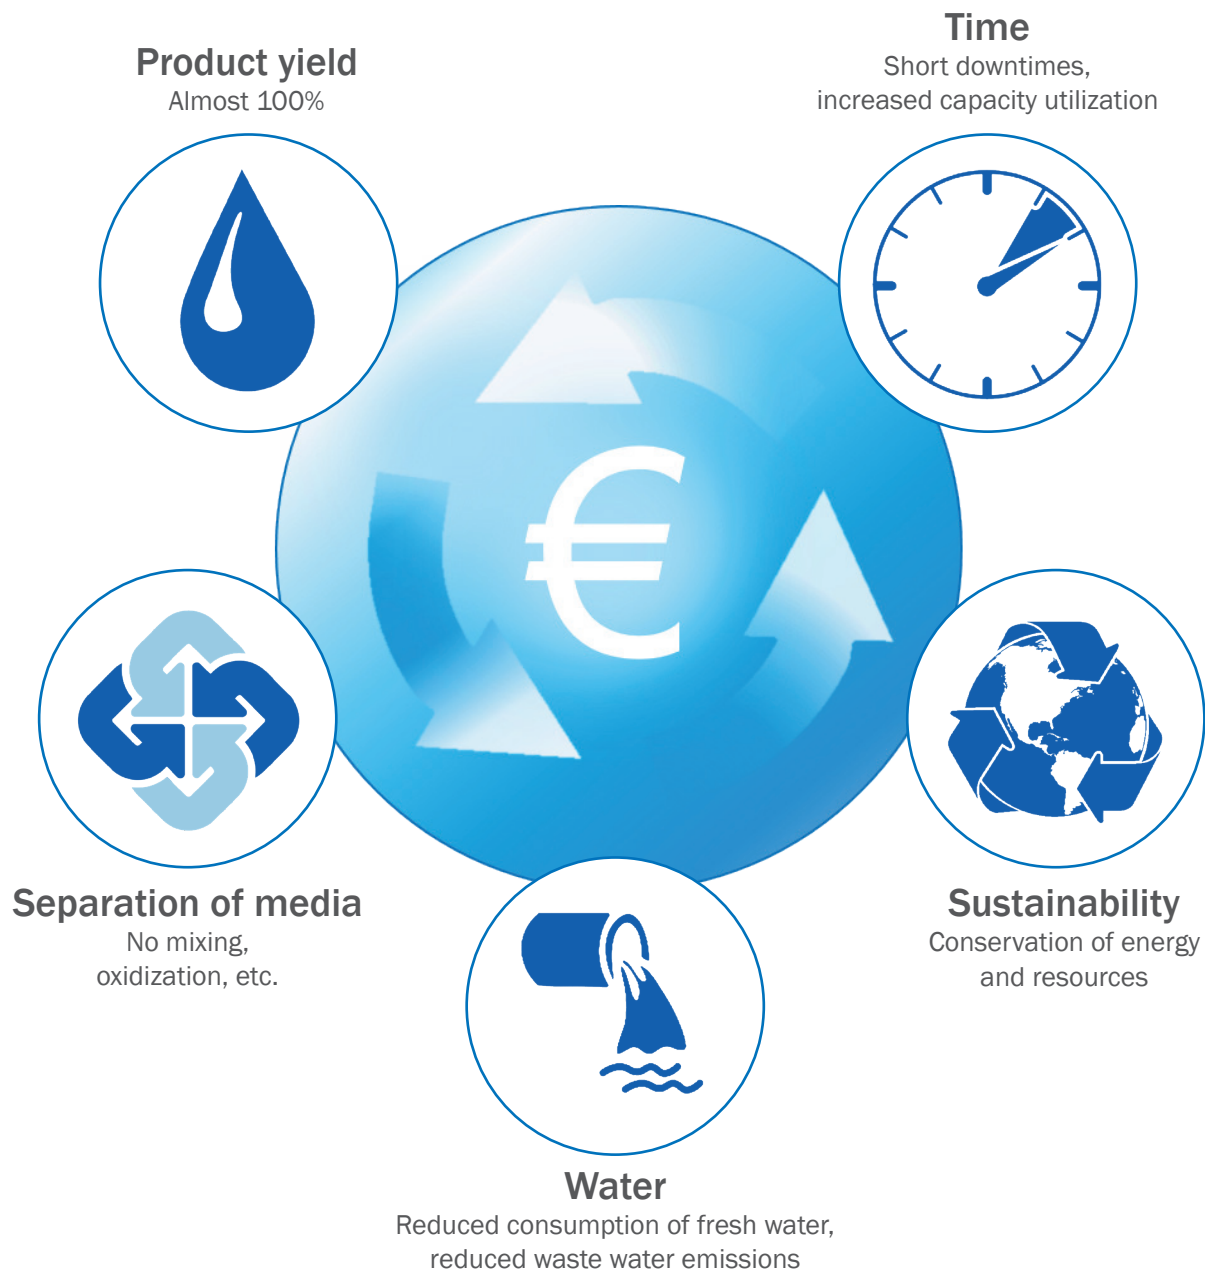 Product yield
Almost 100%
Time
Short downtimes,
increased capacity utilization
€
Separation of media
No mixing,
oxidization, etc.
Sustainability
Conservation of energy
and resources
Water
Reduced consumption of fresh water,
reduced waste water emissions